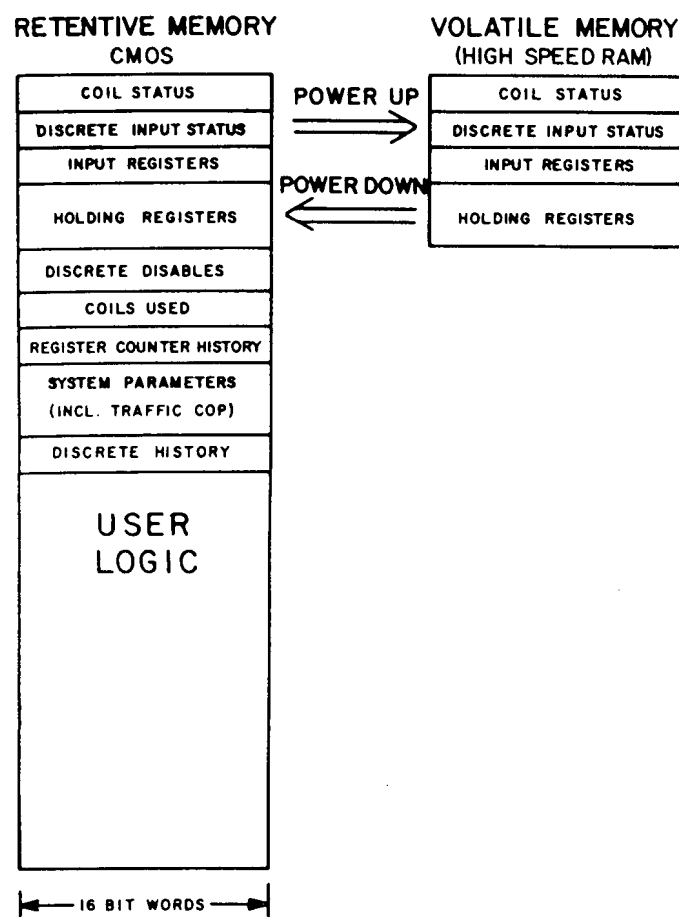 RETENTIVE MEMORY
CMOS
COIL STATUS
DISCRETE INPUT STATUS
INPUT REGISTERS
HOLDING REGISTERS
DISCRETE DISABLES
COILS USED
REGISTER COUNTER HISTORY
SYSTEM PARAMETERS
(INCL. TRAFFIC COP)
DISCRETE HISTORY
USER
LOGIC
16 BIT WORDS
POWER UP
POWER DOWN
VOLATILE MEMORY
(HIGH SPEED RAM)
COIL STATUS
DISCRETE INPUT STATUS
INPUT REGISTERS
HOLDING REGISTERS